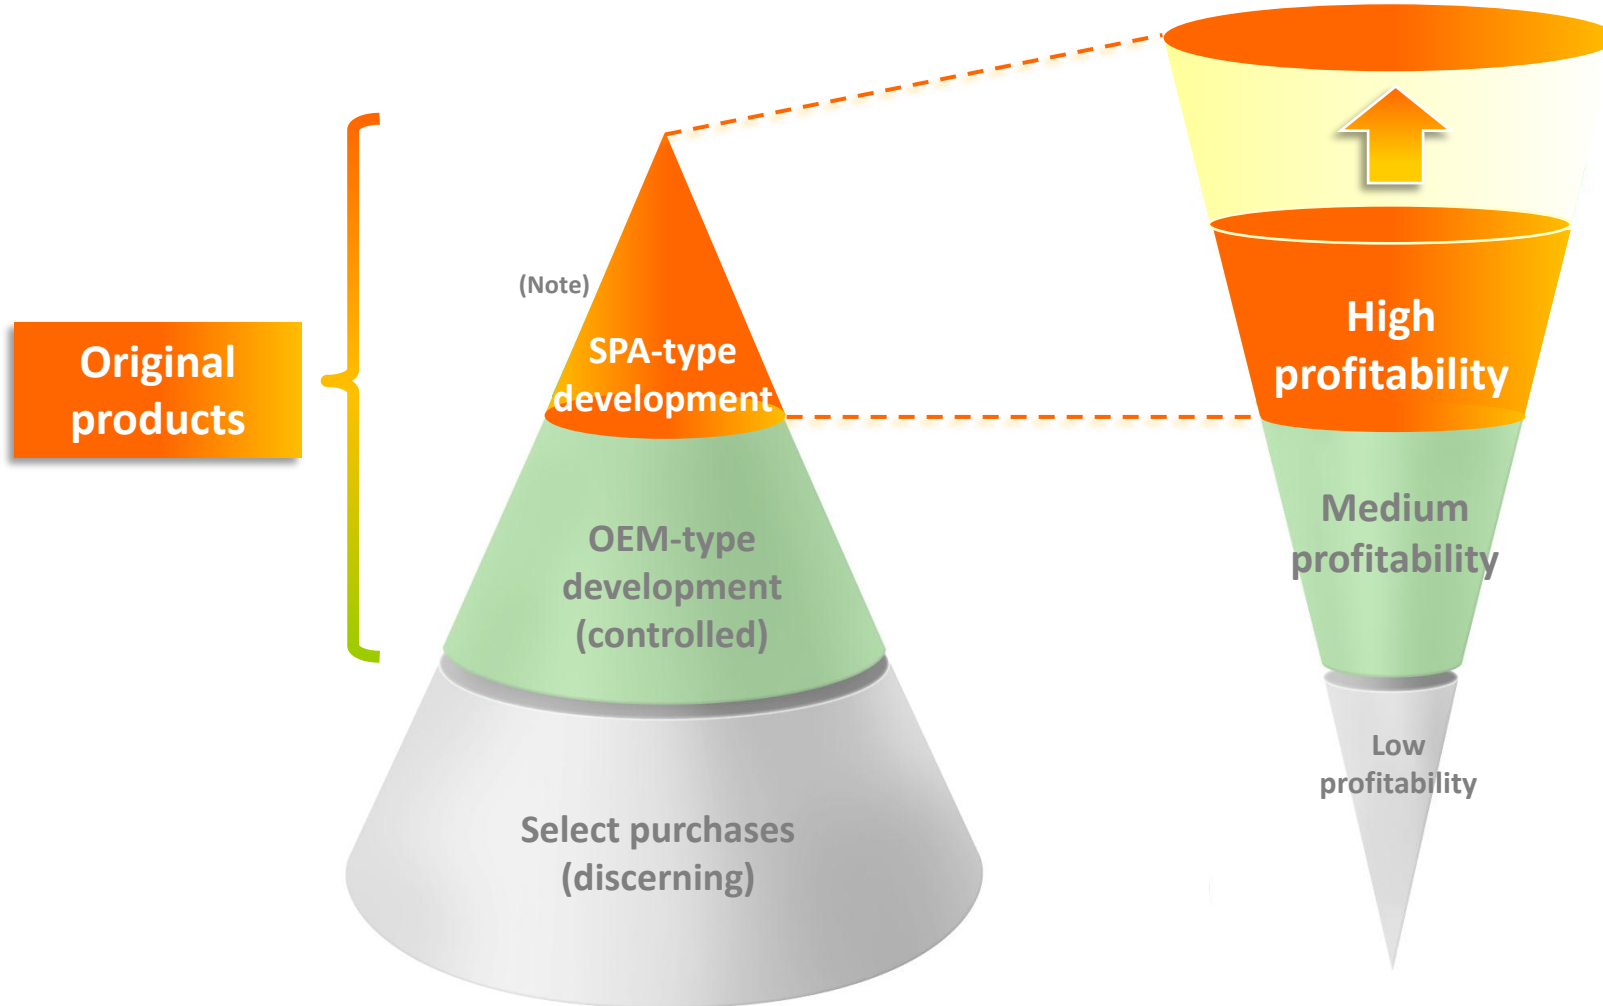 Original
products
(Note)
SPA-type
development
OEM-type
development
(controlled)
Select purchases
(discerning)
High
profitability
Medium
profitability
Low
profitability